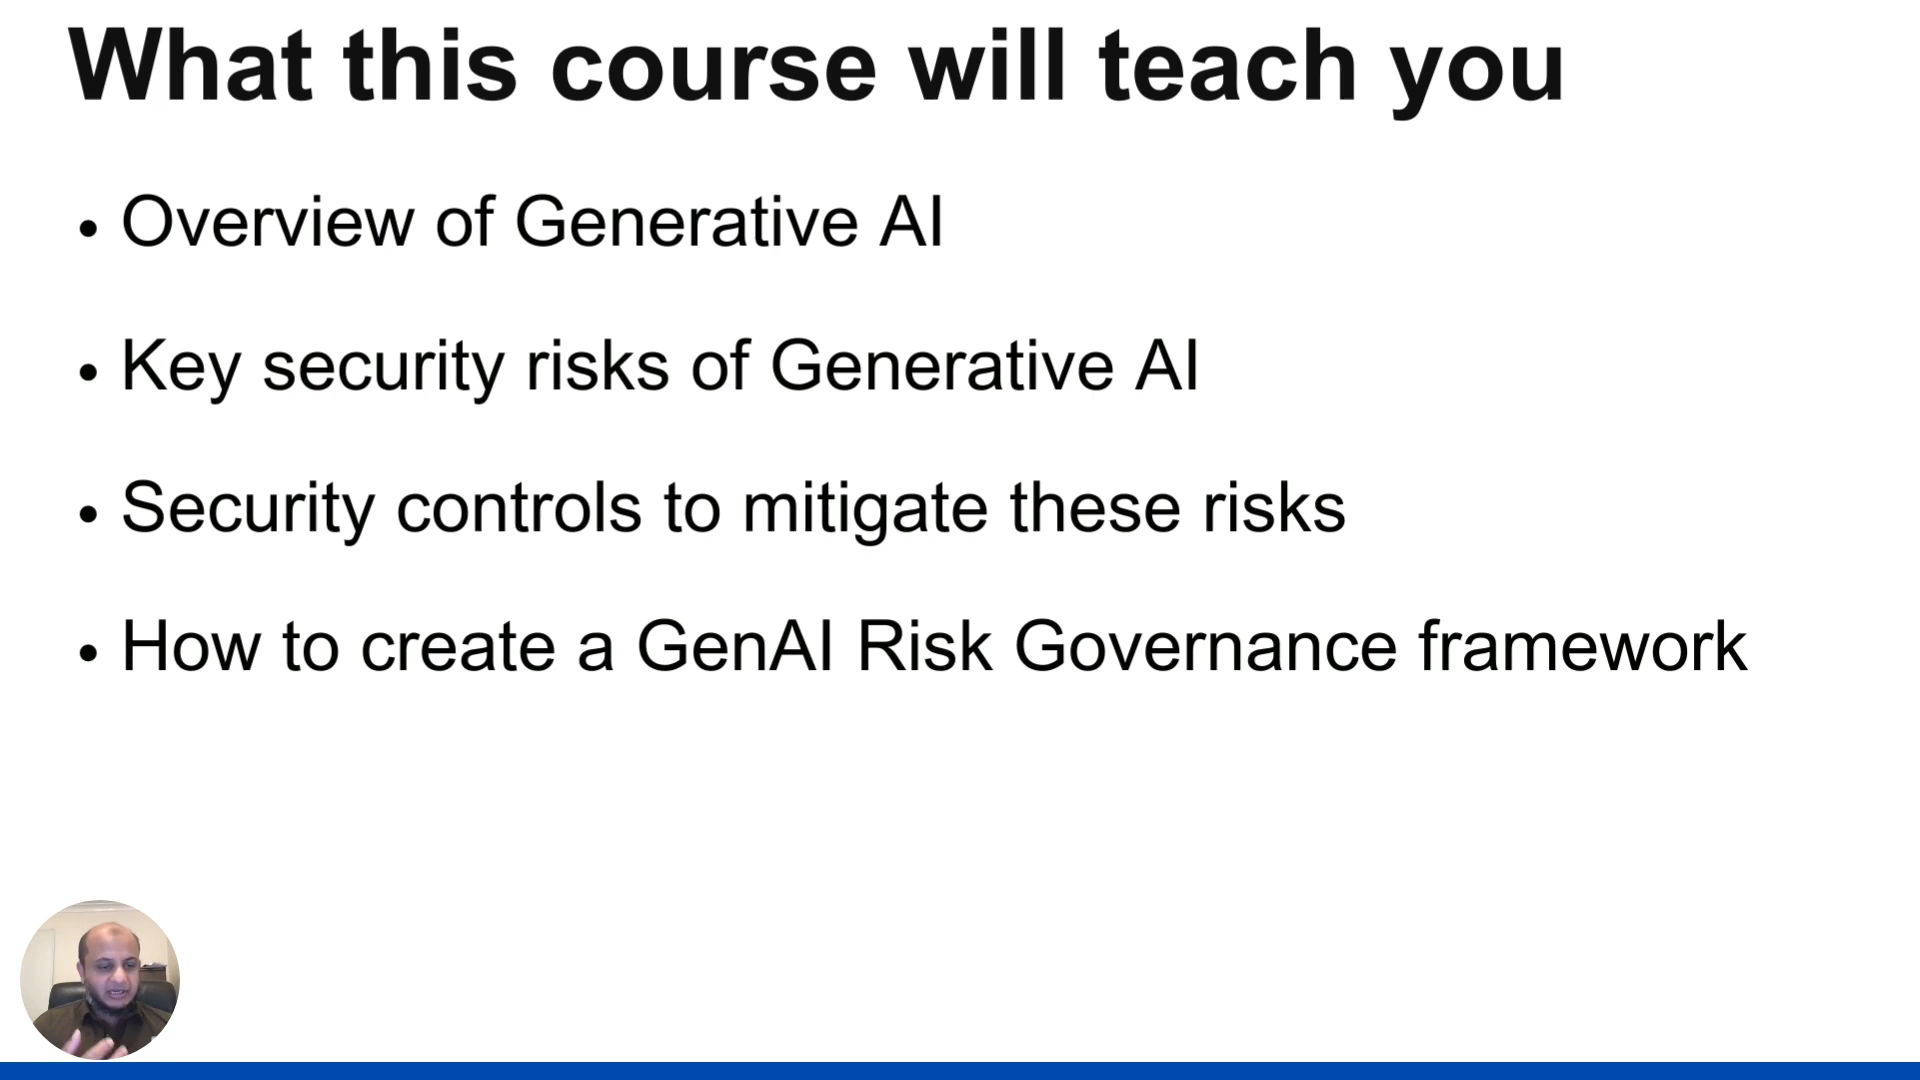 What this course will teach you
• Overview of Generative AI
• Key security risks of Generative AI
• Security controls to mitigate these risks
• How to create a GenAI Risk Governance framework